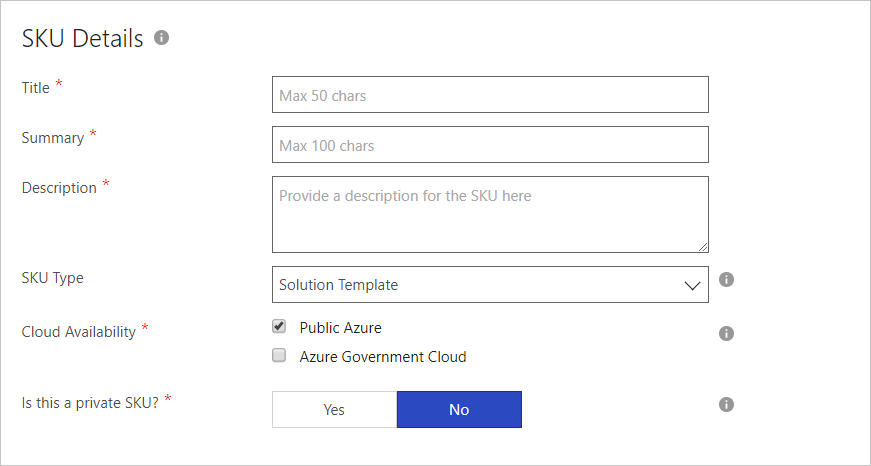 SKU Details
Title *
Max 50 chars
Summary *
Max 100 chars
Description *
Provide a description for the SKU here
SKU Type
Solution Template
Cloud Availability *
Public Azure
Azure Government Cloud
Is this a private SKU? *
Yes
No